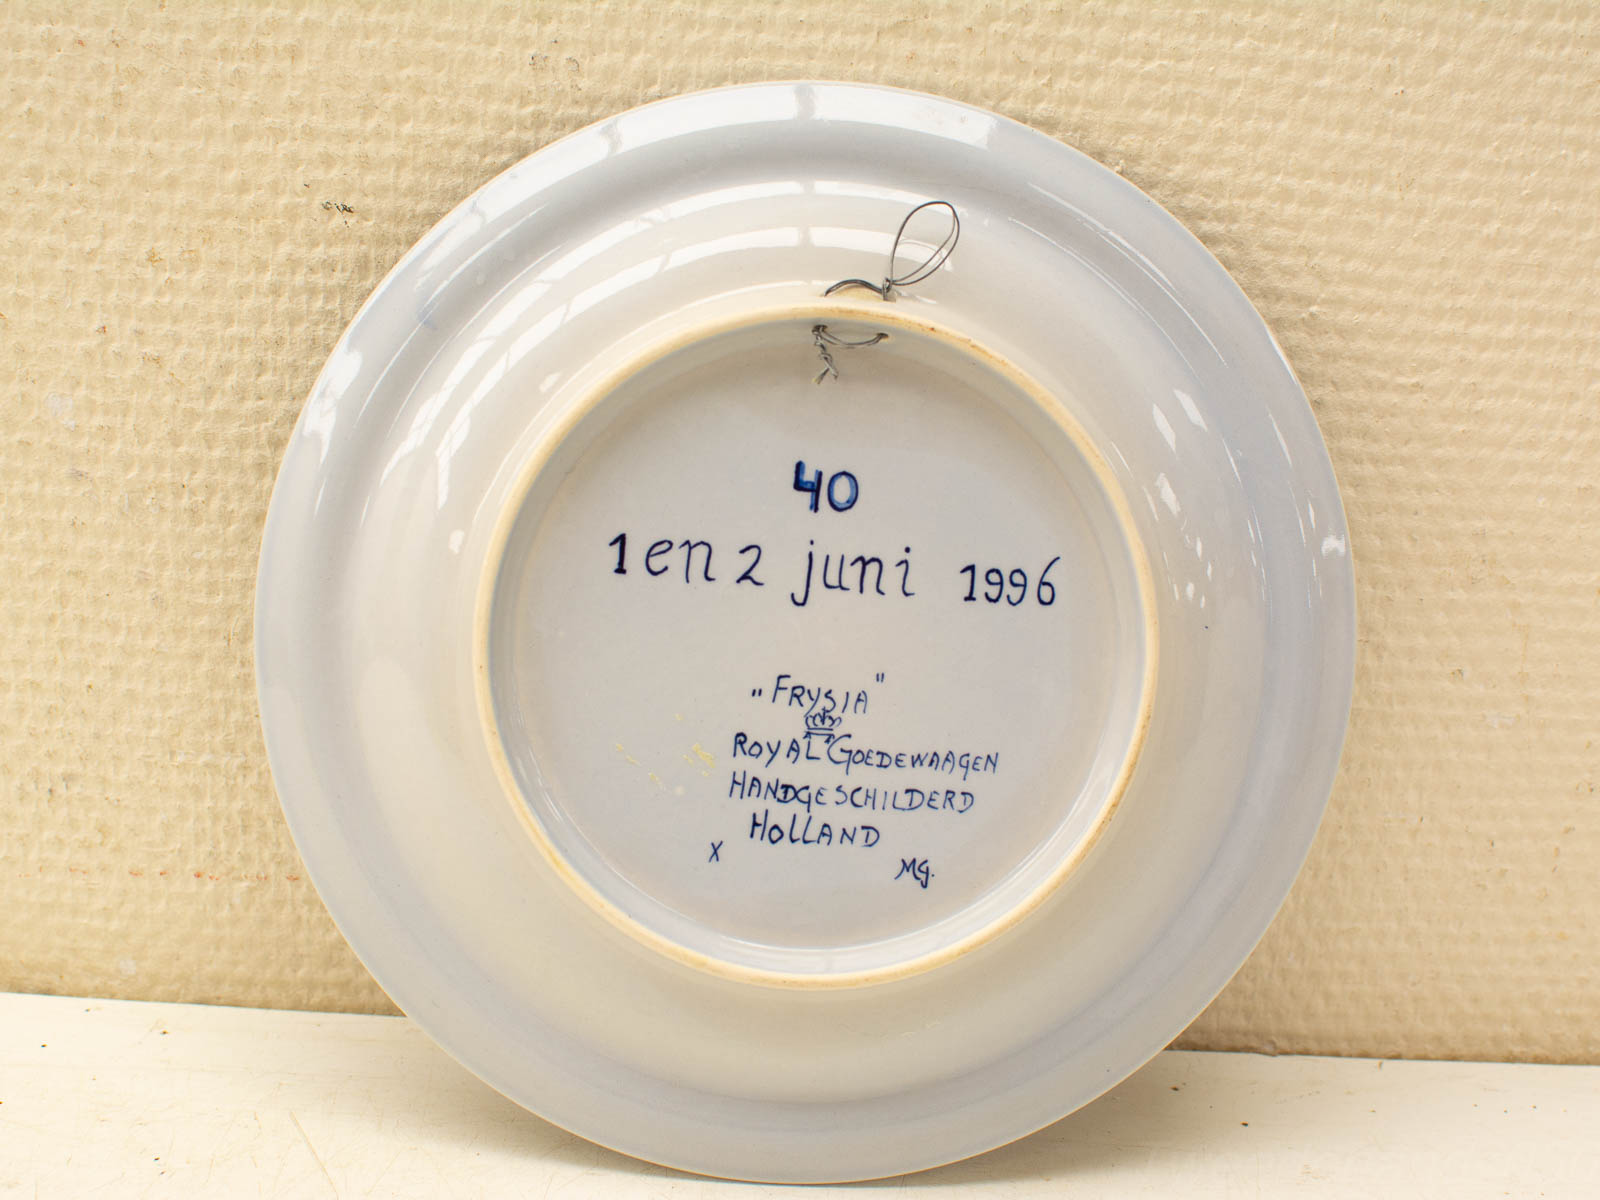 40
1 en 2 juni 1996
"FRYSIA"
ROYAL GOEDEWAAGEN
HANDGESCHILDERD
HOLLAND
X MG.